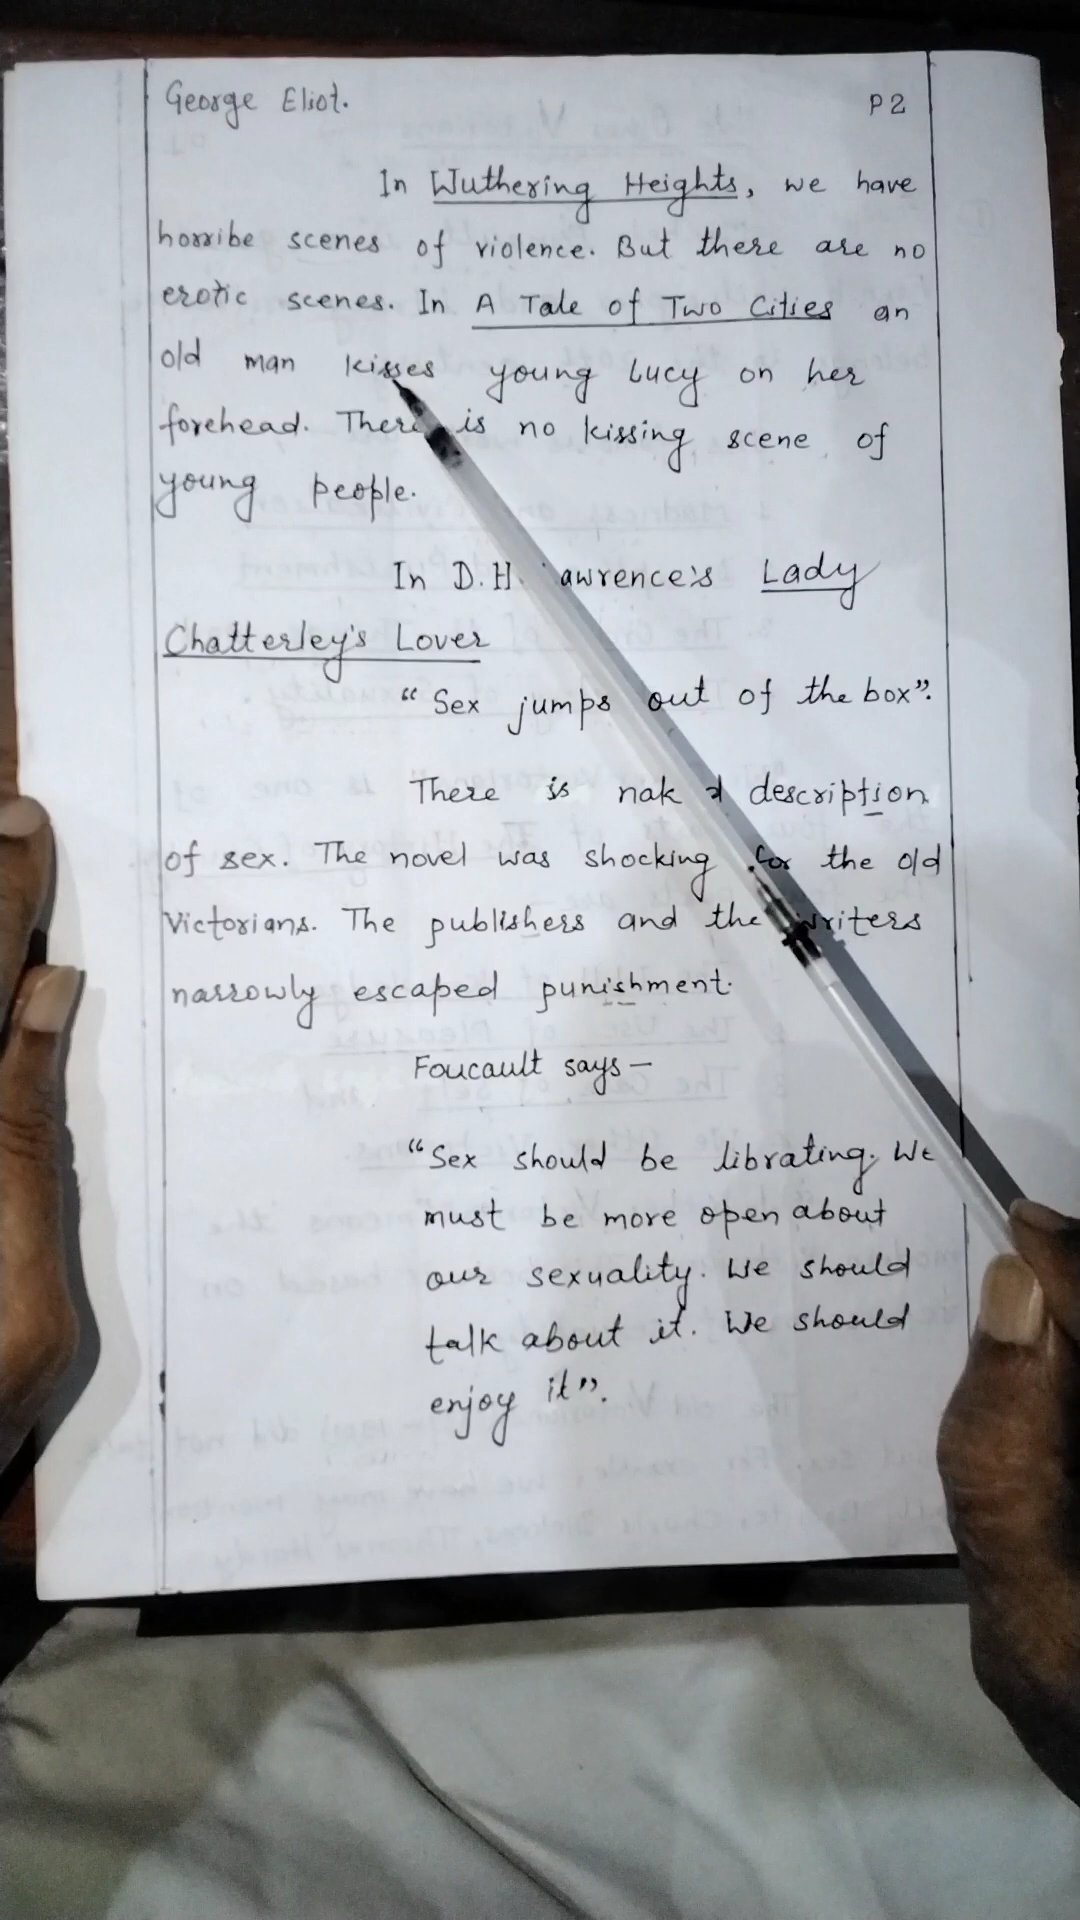 George Eliot.
P2
In Wuthering Heights, we have
horribe scenes of violence. But there are no
erotic scenes. In A Tale of Two Cities an
old man kisses young Lucy on her
forehead. There is no kissing scene of
young people.
In D.H. awrence's Lady
Chatterley's Lover
"Sex jumps out of the box".
There is nak d description
of sex. The novel was shocking for the old
Victorians. The publishers and the writers
narrowly escaped punishment.
Foucault says —
"Sex should be librating. We
must be more open about
our sexuality. We should
talk about it. We should
enjoy it".